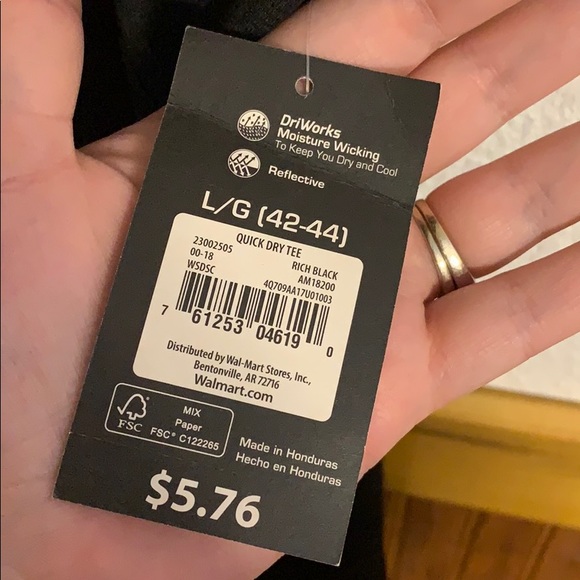 DriWorks
Moisture Wicking
To Keep You Dry and Cool
Reflective
L/G (42-44)
QUICK DRY TEE
23002505
00-18 RICH BLACK
WSDSC AM18200
4Q709AA17U01003
7 61253 04619 0
Distributed by Wal-Mart Stores, Inc.,
Bentonville, AR 72716
Walmart.com
FSC
MIX
Paper
FSC® C122265
Made in Honduras
Hecho en Honduras
$5.76